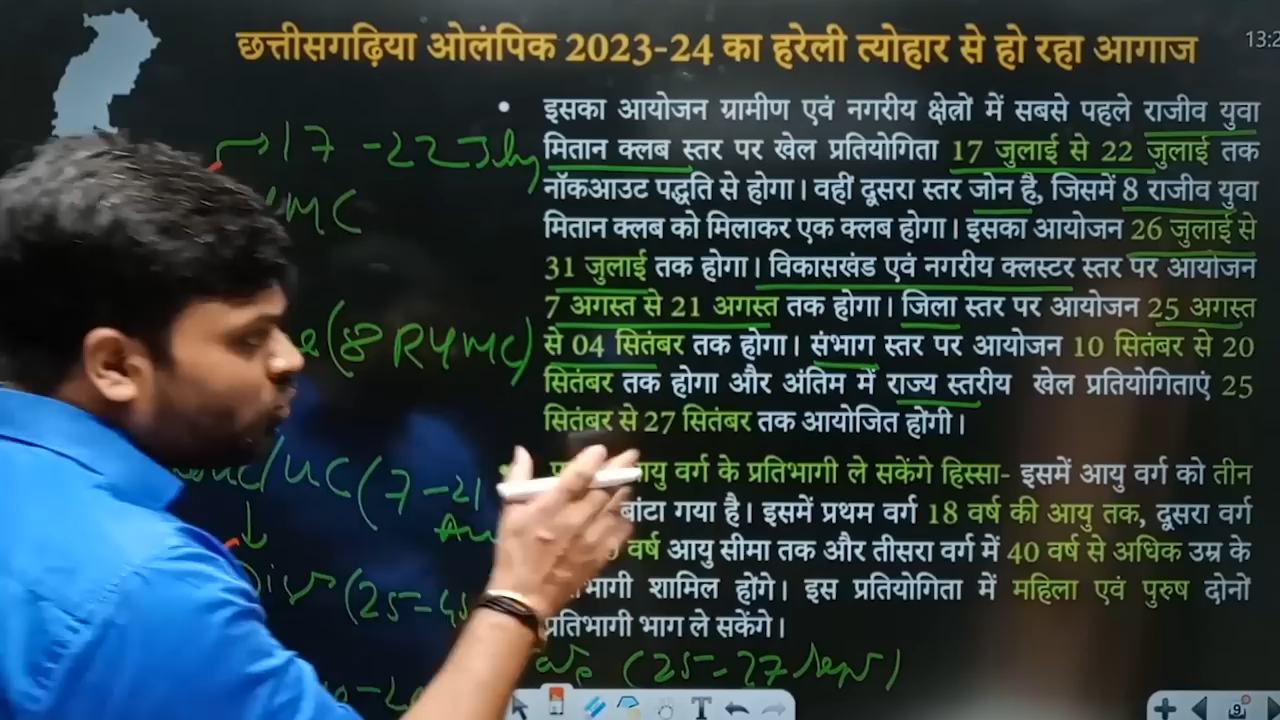 छत्तीसगढ़िया ओलंपिक 2023-24 का हरेली त्योहार से हो रहा आगाज
13:2
• इसका आयोजन ग्रामीण एवं नगरीय क्षेत्रों में सबसे पहले राजीव युवा
मितान क्लब स्तर पर खेल प्रतियोगिता 17 जुलाई से 22 जुलाई तक
नॉकआउट पद्धति से होगा। वहीं दूसरा स्तर जोन है, जिसमें 8 राजीव युवा
मितान क्लब को मिलाकर एक क्लब होगा। इसका आयोजन 26 जुलाई से
31 जुलाई तक होगा। विकासखंड एवं नगरीय क्लस्टर स्तर पर आयोजन
7 अगस्त से 21 अगस्त तक होगा। जिला स्तर पर आयोजन 25 अगस्त
से 04 सितंबर तक होगा। संभाग स्तर पर आयोजन 10 सितंबर से 20
सितंबर तक होगा और अंतिम में राज्य स्तरीय खेल प्रतियोगिताएं 25
सितंबर से 27 सितंबर तक आयोजित होंगी।
आयु वर्ग के प्रतिभागी ले सकेंगे हिस्सा- इसमें आयु वर्ग को तीन
बांटा गया है। इसमें प्रथम वर्ग 18 वर्ष की आयु तक, दूसरा वर्ग
वर्ष आयु सीमा तक और तीसरा वर्ग में 40 वर्ष से अधिक उम्र के
शामिल होंगे। इस प्रतियोगिता में महिला एवं पुरुष दोनों
प्रतिभागी भाग ले सकेंगे।
17-22 July
MC
(8 RYMC)
UC (7-21
(25-
(25-27 Sep)
T
9